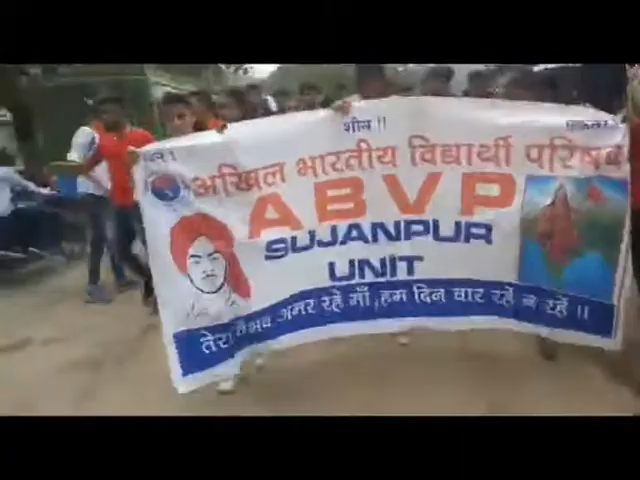 शील !!
अखिल भारतीय विद्यार्थी परिषद
ABVP
SUJANPUR
UNIT
तेरा वैभव अमर रहे माँ, हम दिन चार रहें न रहें !!